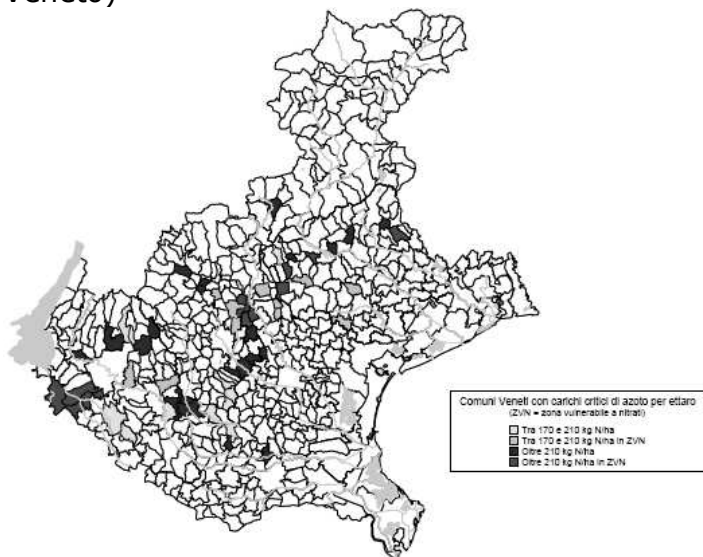 Veneto)
Comuni Veneti con carichi critici di azoto per ettaro
(ZVN = zona vulnerabile a nitrati)
Tra 170 e 210 kg N/ha
Tra 170 e 210 kg N/ha in ZVN
Oltre 210 kg N/ha
Oltre 210 kg N/ha in ZVN